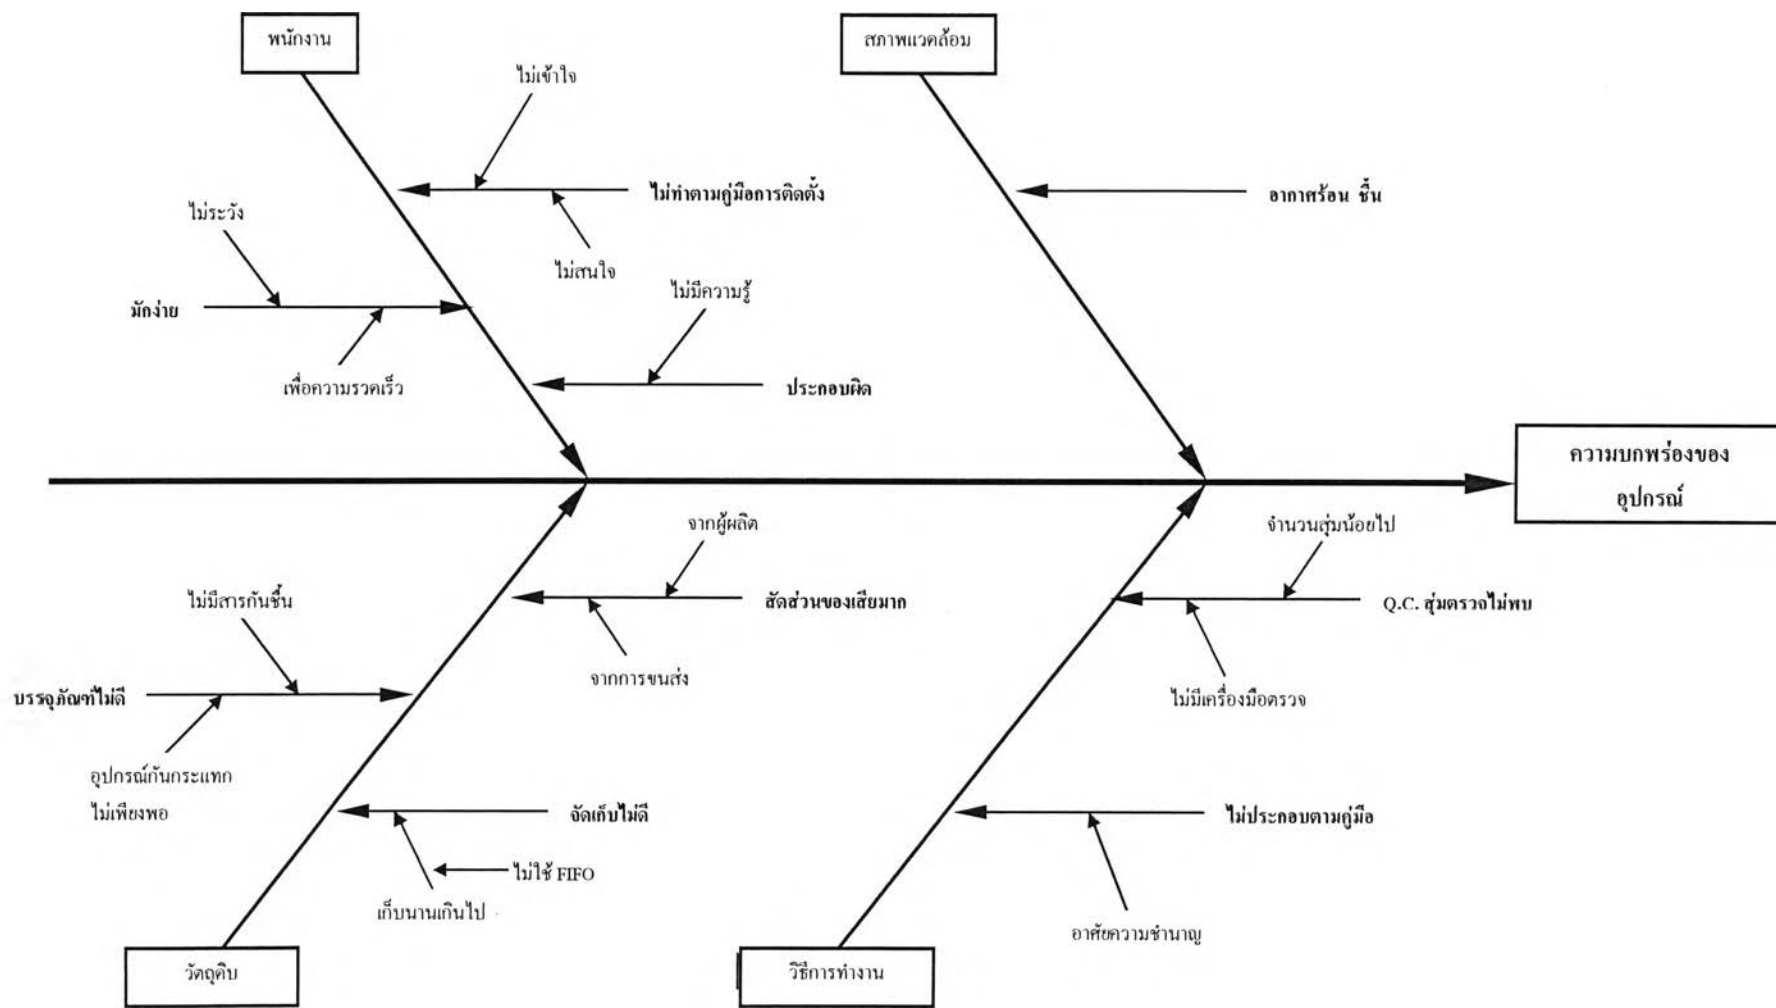 พนักงาน
สภาพแวดล้อม
ไม่เข้าใจ
ไม่ทำตามคู่มือการติดตั้ง
อากาศร้อน ชื้น
ไม่ระวัง
ไม่สนใจ
ไม่มีความรู้
มักง่าย
เพื่อความรวดเร็ว
ประกอบผิด
ความบกพร่องของ
อุปกรณ์
จากผู้ผลิต
จำนวนสุ่มน้อยไป
ไม่มีสารกันชื้น
สัดส่วนของเสียมาก
Q.C. สุ่มตรวจไม่พบ
จากการขนส่ง
ไม่มีเครื่องมือตรวจ
บรรจุภัณฑ์ไม่ดี
อุปกรณ์กันกระแทก
ไม่เพียงพอ
จัดเก็บไม่ดี
ไม่ประกอบตามคู่มือ
ไม่ใช้ FIFO
เก็บนานเกินไป
อาศัยความชำนาญ
วัตถุดิบ
วิธีการทำงาน